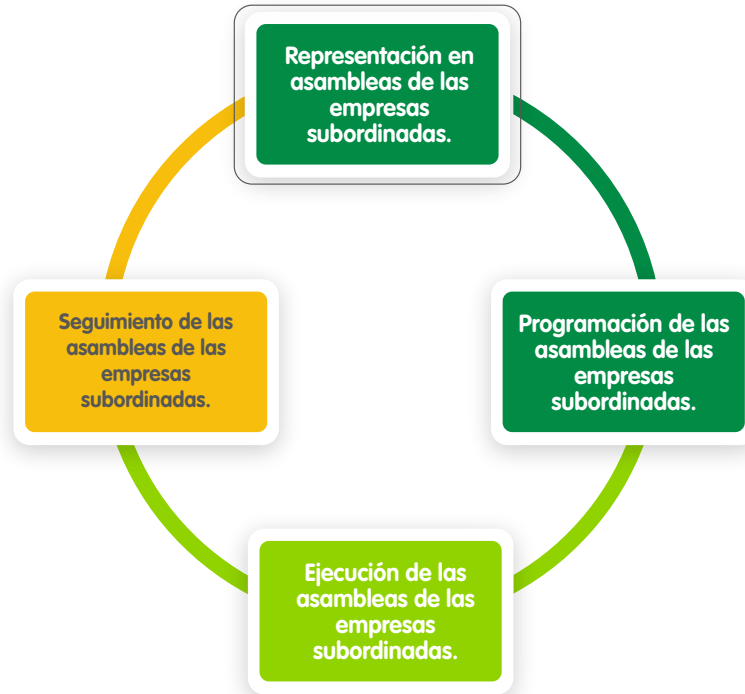 Representación en
asambleas de las
empresas
subordinadas.
Programación de las
asambleas de las
empresas
subordinadas.
Ejecución de las
asambleas de las
empresas
subordinadas.
Seguimiento de las
asambleas de las
empresas
subordinadas.